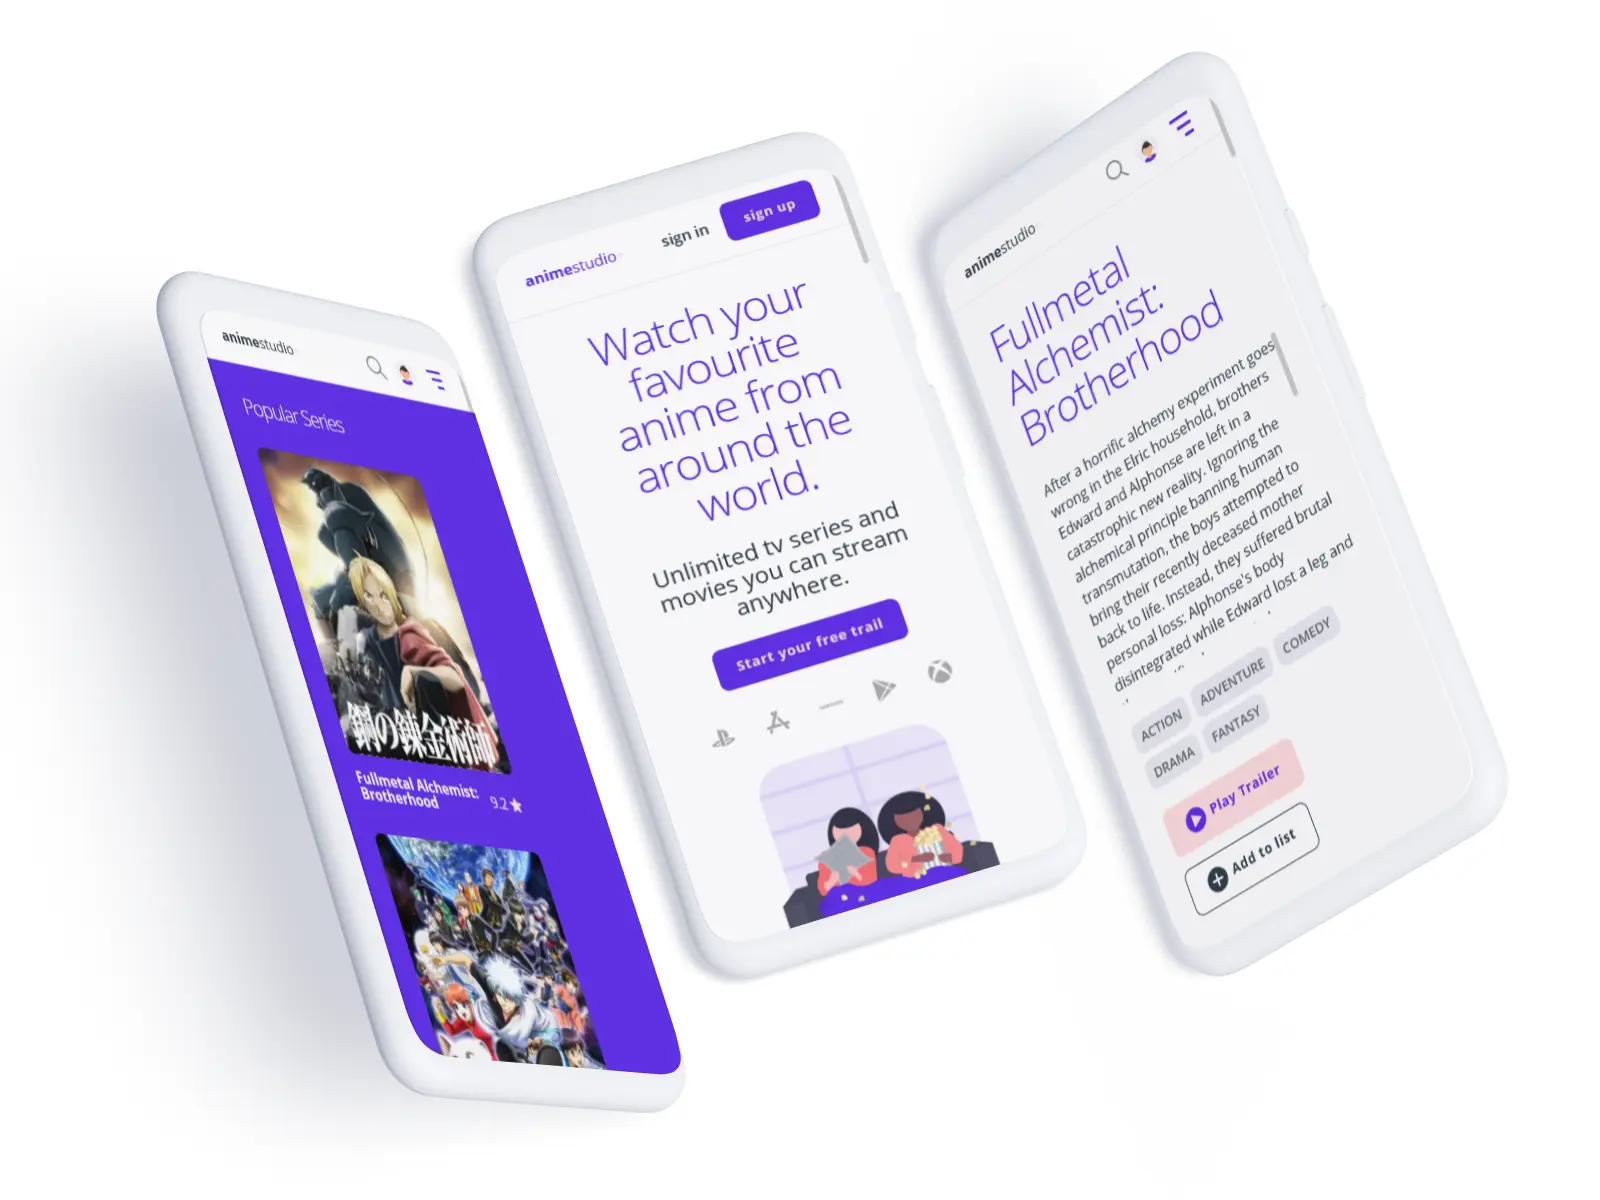 animestudio
Popular Series
鋼の錬金術師
Fullmetal Alchemist:
Brotherhood
9.2
animestudio
sign in
sign up
Watch your
favourite
anime from
around the
world.
Unlimited tv series and
movies you can stream
anywhere.
Start your free trail
animestudio
Fullmetal
Alchemist:
Brotherhood
After a horrific alchemy experiment goes
wrong in the Elric household, brothers
Edward and Alphonse are left in a
catastrophic new reality. Ignoring the
alchemical principle banning human
transmutation, the boys attempted to
bring their recently deceased mother
back to life. Instead, they suffered brutal
personal loss: Alphonse's body
disintegrated while Edward lost a leg and
ACTION
ADVENTURE
COMEDY
DRAMA
FANTASY
Play Trailer
Add to list